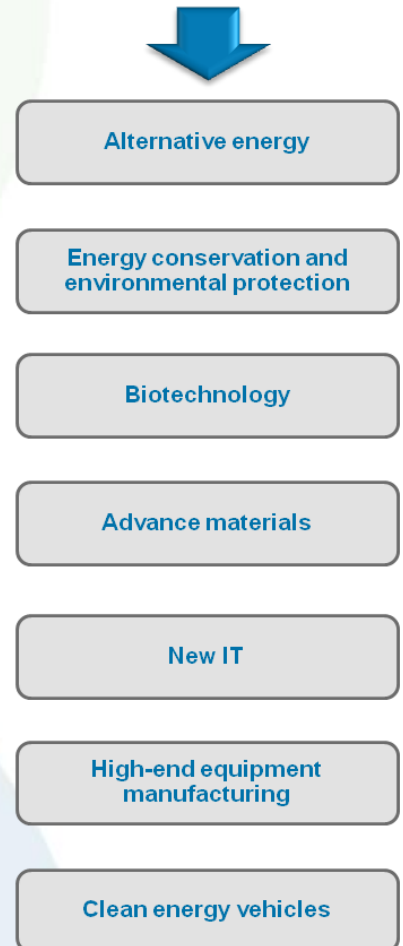 Alternative energy
Energy conservation and
environmental protection
Biotechnology
Advance materials
New IT
High-end equipment
manufacturing
Clean energy vehicles